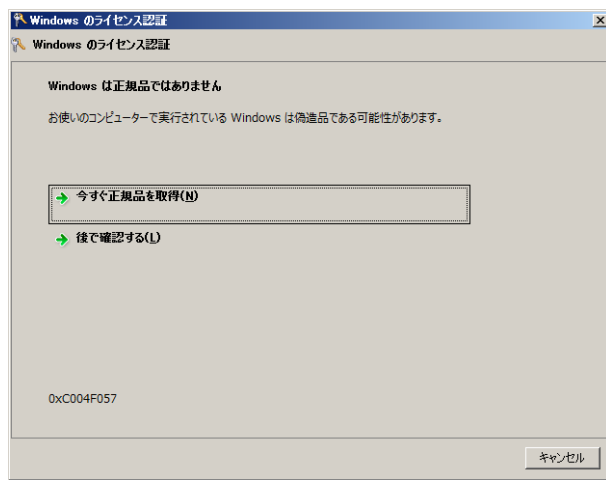 Windows のライセンス認証
Windows のライセンス認証
Windows は正規品ではありません
お使いのコンピューターで実行されている Windows は偽造品である可能性があります。
今すぐ正規品を取得(N)
後で確認する(L)
0xC004F057
キャンセル